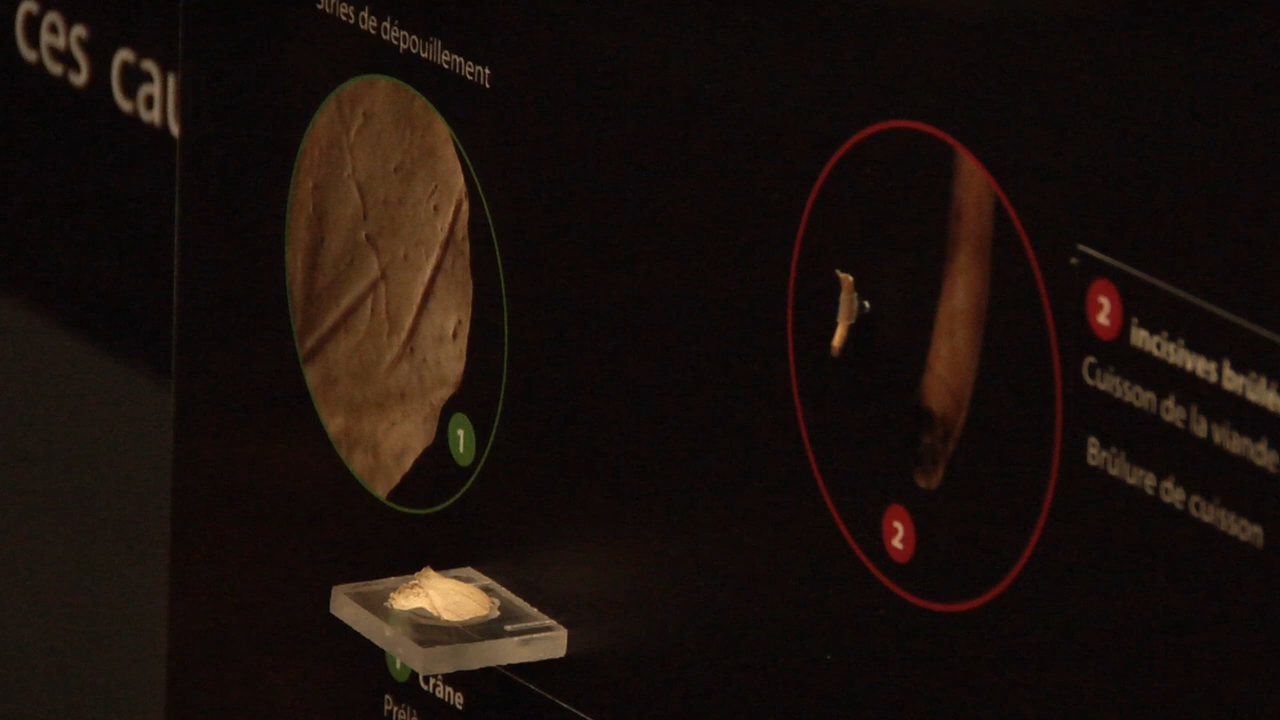 ces cau
Stries de dépouillement
1
2
2 incisives brûlé
Cuisson de la viande
Brûlure de cuisson
1 Crâne
Prélè